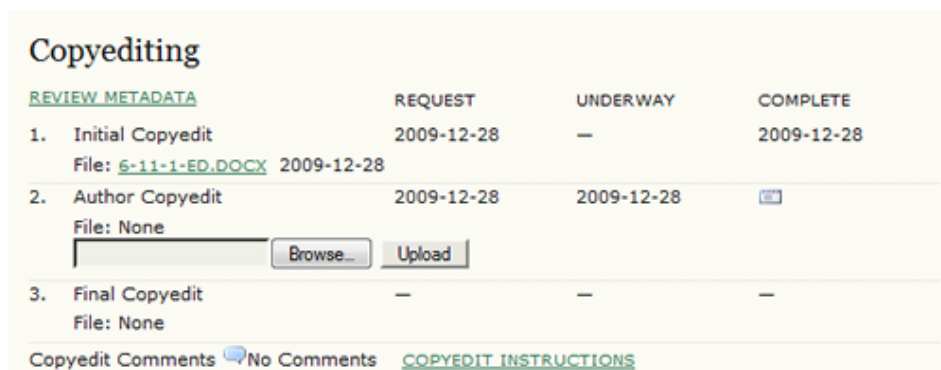 Copyediting
REVIEW METADATA REQUEST UNDERWAY COMPLETE
1. Initial Copyedit 2009-12-28 — 2009-12-28
File: 6-11-1-ED.DOCX 2009-12-28
2. Author Copyedit 2009-12-28 2009-12-28
File: None
Browse... Upload
3. Final Copyedit — — —
File: None
Copyedit Comments No Comments COPYEDIT INSTRUCTIONS